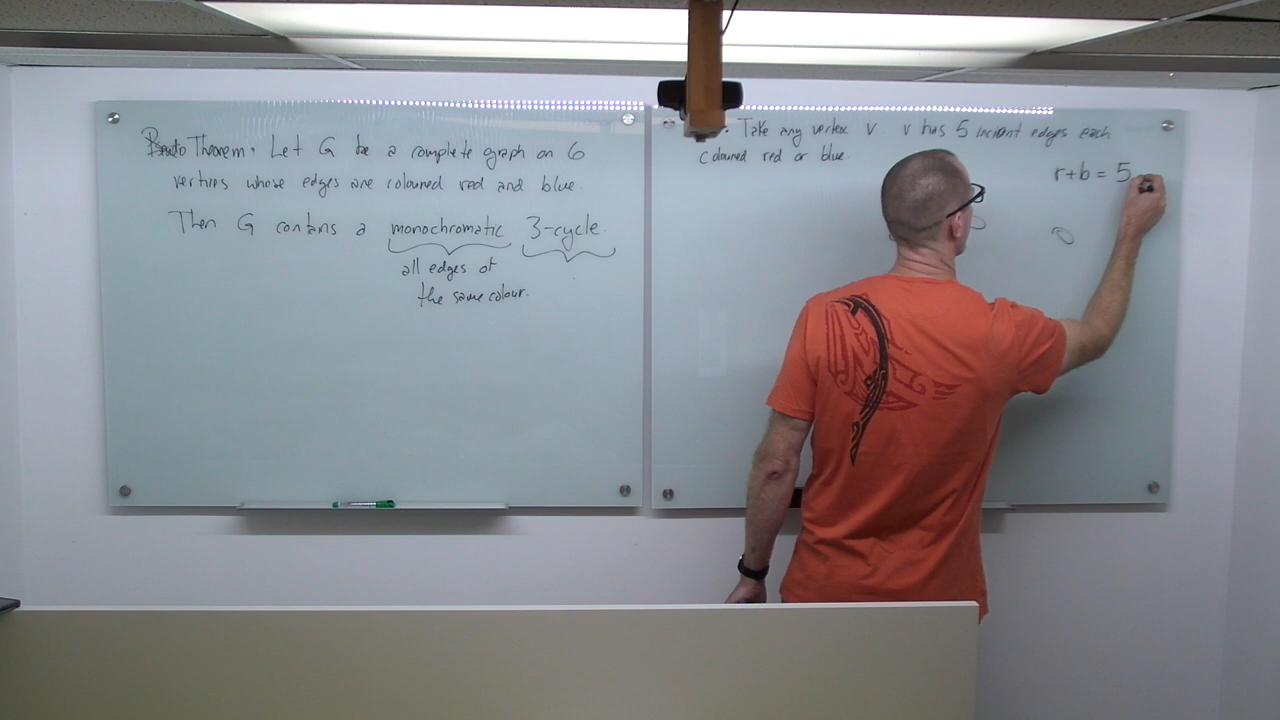 Theorem. Let G be a complete graph on 6
vertices whose edges are coloured red and blue.
Then G contains a monochromatic 3-cycle.
all edges of
the same colour.
Take any vertex v. v has 5 incident edges each
coloured red or blue.
r+b = 5